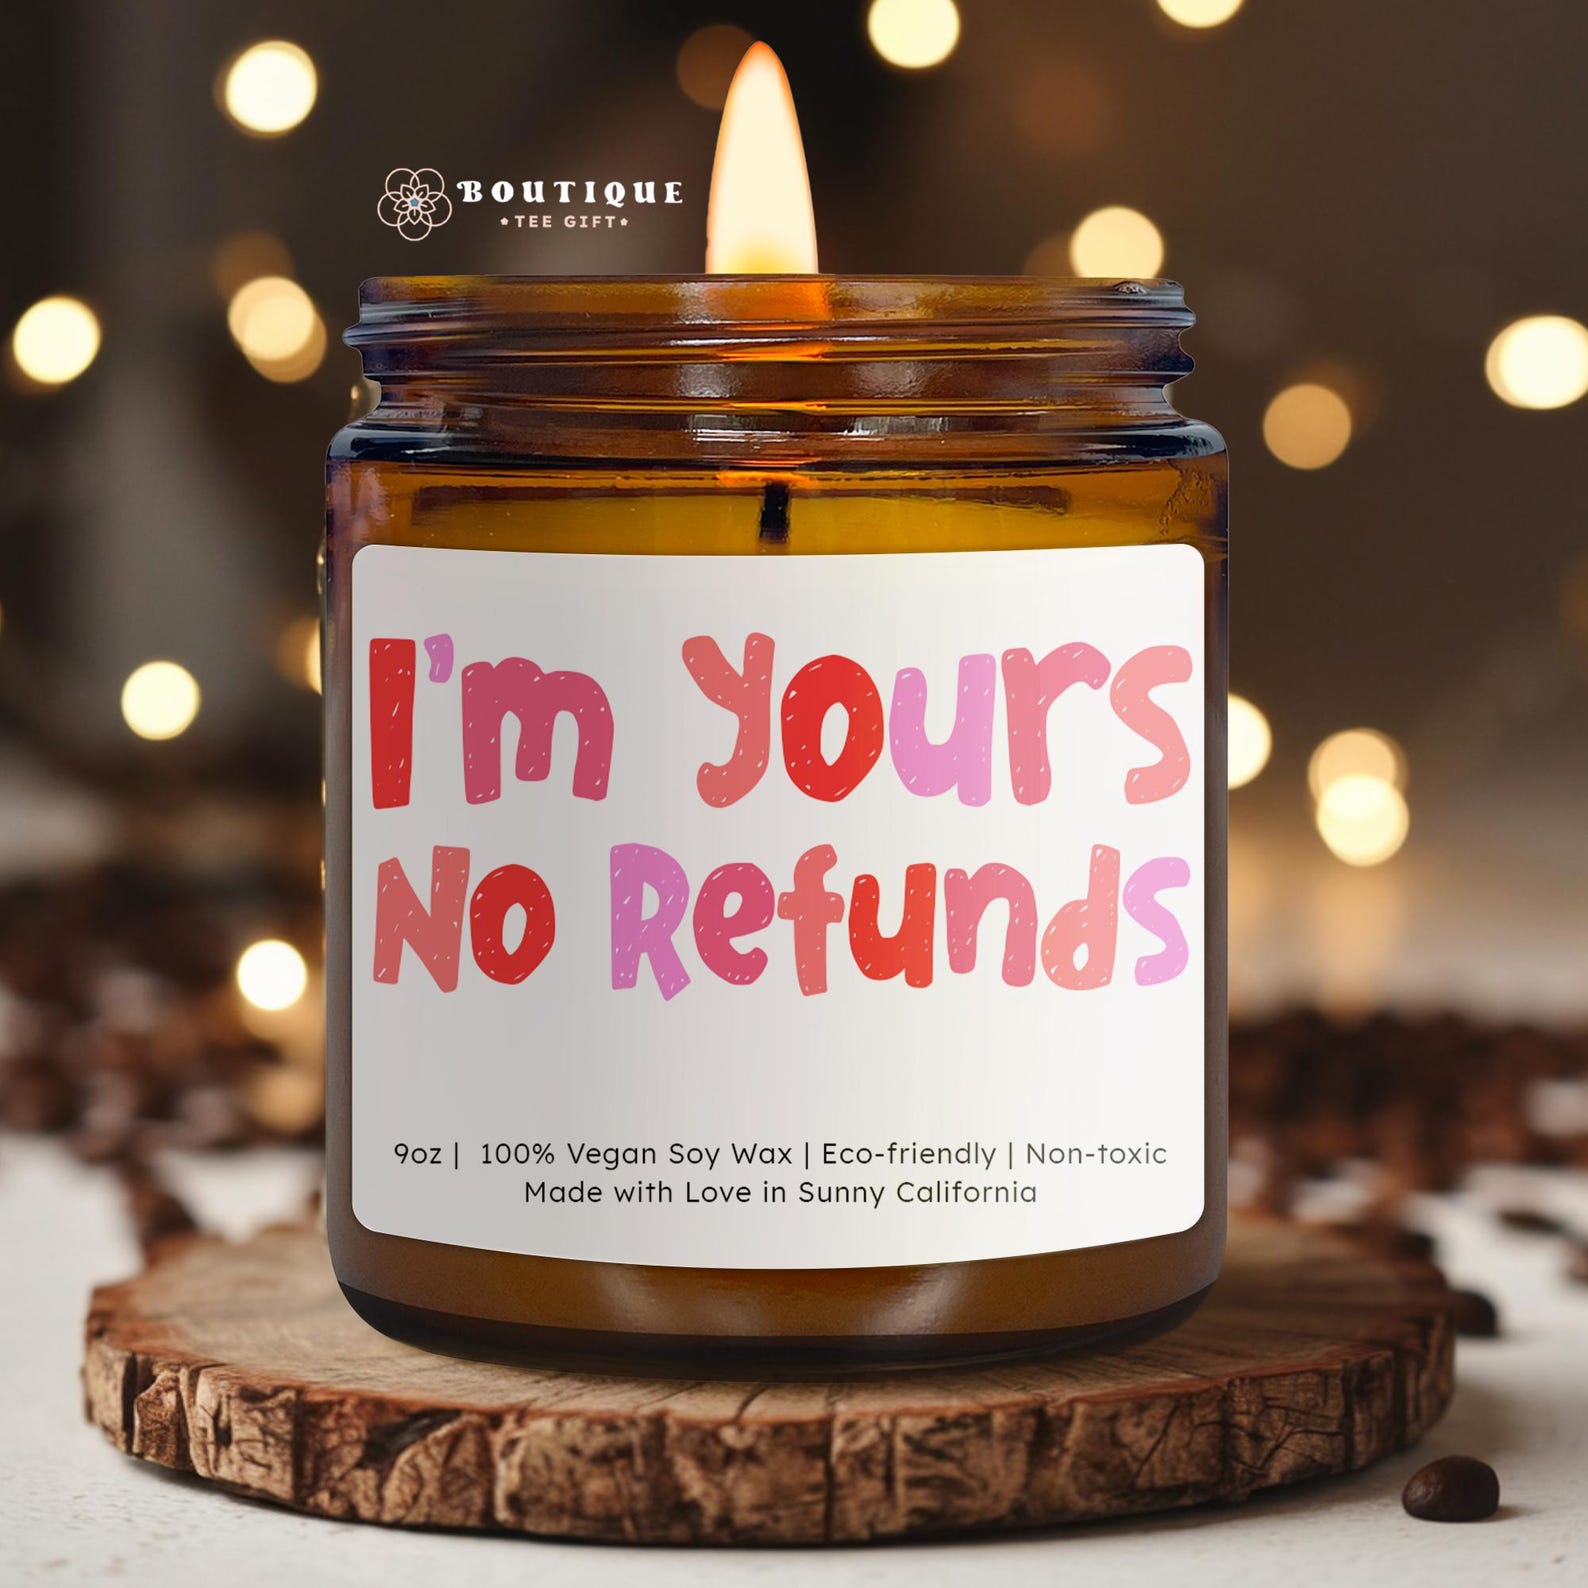 BOUTIQUE
•TEE GIFT•
I'm Yours
No Refunds
9oz | 100% Vegan Soy Wax | Eco-friendly | Non-toxic
Made with Love in Sunny California